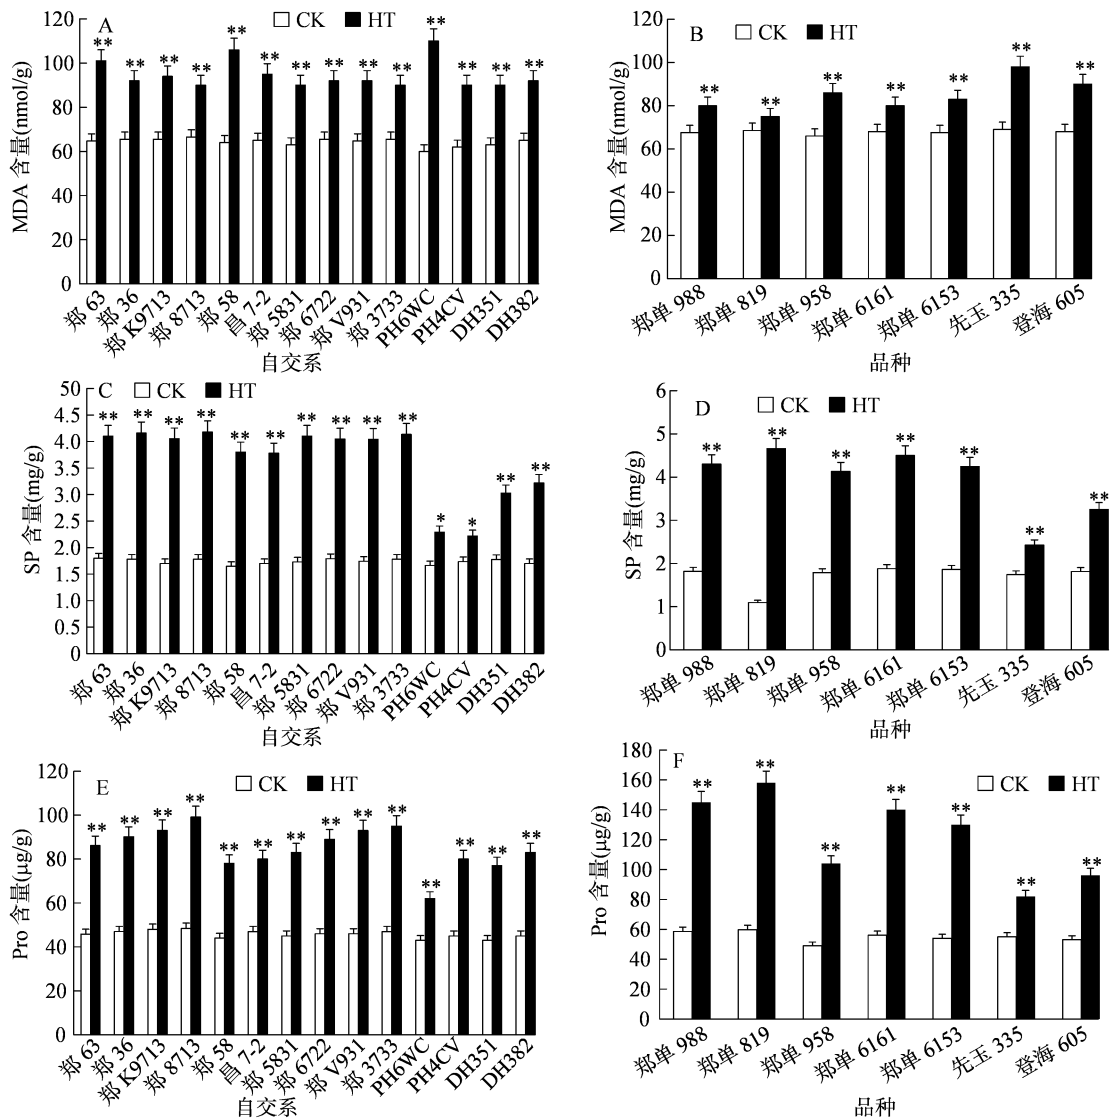 A
CK HT
MDA 含量(nmol/g)
120
100
80
60
40
20
0
** ** ** ** ** ** ** ** ** ** ** ** ** **
郑 63 郑 36 郑 K9713 郑 8713 郑 58 昌 7-2 郑 5831 郑 6722 郑 V931 郑 3733 PH6WC PH4CV DH351 DH382
自交系
B
CK HT
MDA 含量(nmol/g)
120
100
80
60
40
20
0
** ** ** ** ** ** **
郑单 988 郑单 819 郑单 958 郑单 6161 郑单 6153 先玉 335 登海 605
品种
C
CK HT
SP 含量(mg/g)
50
4.5
4.0
3.5
3.0
2.5
2.0
1.5
1.0
0.5
0
** ** ** ** ** ** ** ** ** ** * * ** **
郑 63 郑 36 郑 K9713 郑 8713 郑 58 昌 7-2 郑 5831 郑 6722 郑 V931 郑 3733 PH6WC PH4CV DH351 DH382
自交系
D
CK HT
SP 含量(mg/g)
6
5
4
3
2
1
0
** ** ** ** ** ** **
郑单 988 郑单 819 郑单 958 郑单 6161 郑单 6153 先玉 335 登海 605
品种
E
CK HT
Pro 含量(μg/g)
120
100
80
60
40
20
0
** ** ** ** ** ** ** ** ** ** ** ** ** **
郑 63 郑 36 郑 K9713 郑 8713 郑 58 昌 7-2 郑 5831 郑 6722 郑 V931 郑 3733 PH6WC PH4CV DH351 DH382
自交系
F
CK HT
Pro 含量(μg/g)
180
160
140
120
100
80
60
40
20
0
** ** ** ** ** ** **
郑单 988 郑单 819 郑单 958 郑单 6161 郑单 6153 先玉 335 登海 605
品种